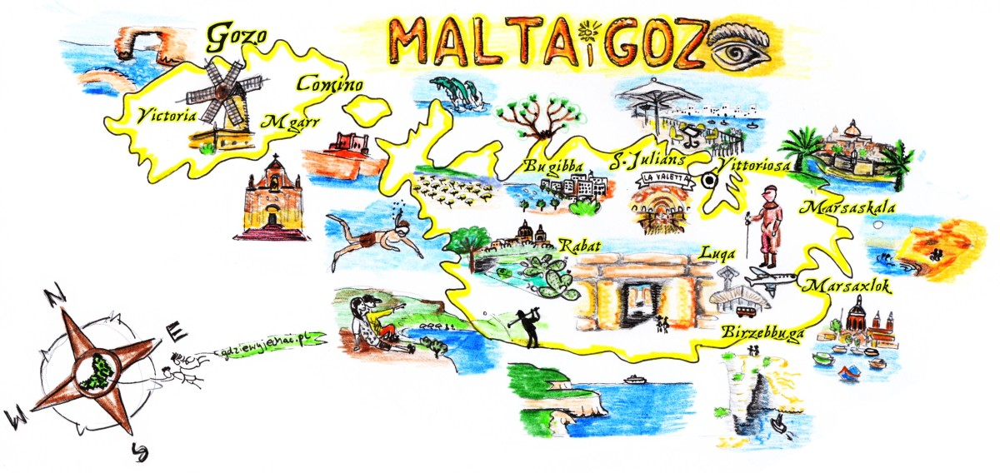 MALTA i GOZO
Gozo
Comino
Victoria
Mgarr
Bugibba
S. Julians
Vittoriosa
LA VALETTA
Marsaskala
Rabat
Luqa
Marsaxlok
Birzebbuga
N
E
gdziewyjechac.pl
W
S